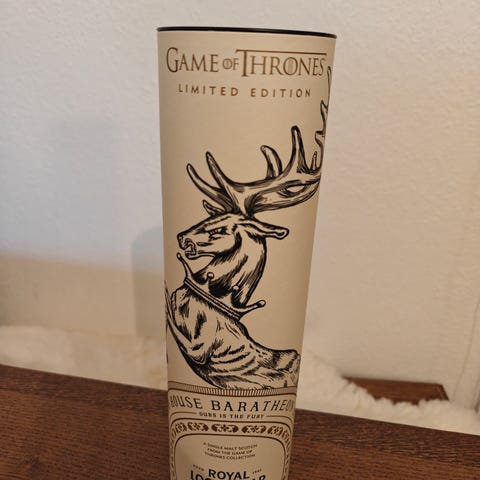 GAME OF THRONES
LIMITED EDITION
HOUSE BARATHEON
OURS IS THE FURY
A SINGLE MALT SCOTCH
FROM THE GAME OF
THRONES COLLECTION
ROYAL